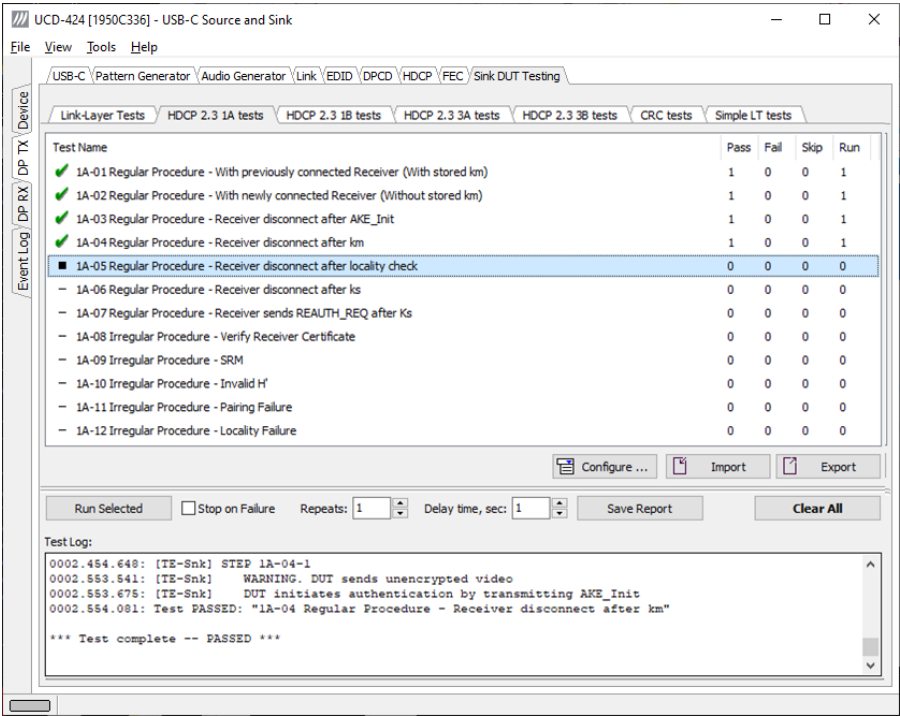 UCD-424 [1950C336] - USB-C Source and Sink
File View Tools Help
USB-C Pattern Generator Audio Generator Link EDID DPCD HDCP FEC Sink DUT Testing
Device
DP TX
DP RX
Event Log
Link-Layer Tests HDCP 2.3 1A tests HDCP 2.3 1B tests HDCP 2.3 3A tests HDCP 2.3 3B tests CRC tests Simple LT tests
Test Name Pass Fail Skip Run
1A-01 Regular Procedure - With previously connected Receiver (With stored km) 1 0 0 1
1A-02 Regular Procedure - With newly connected Receiver (Without stored km) 1 0 0 1
1A-03 Regular Procedure - Receiver disconnect after AKE_Init 1 0 0 1
1A-04 Regular Procedure - Receiver disconnect after km 1 0 0 1
1A-05 Regular Procedure - Receiver disconnect after locality check 0 0 0 0
1A-06 Regular Procedure - Receiver disconnect after ks 0 0 0 0
1A-07 Regular Procedure - Receiver sends REAUTH_REQ after Ks 0 0 0 0
1A-08 Irregular Procedure - Verify Receiver Certificate 0 0 0 0
1A-09 Irregular Procedure - SRM 0 0 0 0
1A-10 Irregular Procedure - Invalid H' 0 0 0 0
1A-11 Irregular Procedure - Pairing Failure 0 0 0 0
1A-12 Irregular Procedure - Locality Failure 0 0 0 0
Configure ... Import Export
Run Selected Stop on Failure Repeats: 1 Delay time, sec: 1 Save Report Clear All
Test Log:
0002.454.648: [TE-Snk] STEP 1A-04-1
0002.553.541: [TE-Snk] WARNING. DUT sends unencrypted video
0002.553.675: [TE-Snk] DUT initiates authentication by transmitting AKE_Init
0002.554.081: Test PASSED: "1A-04 Regular Procedure - Receiver disconnect after km"
*** Test complete -- PASSED ***